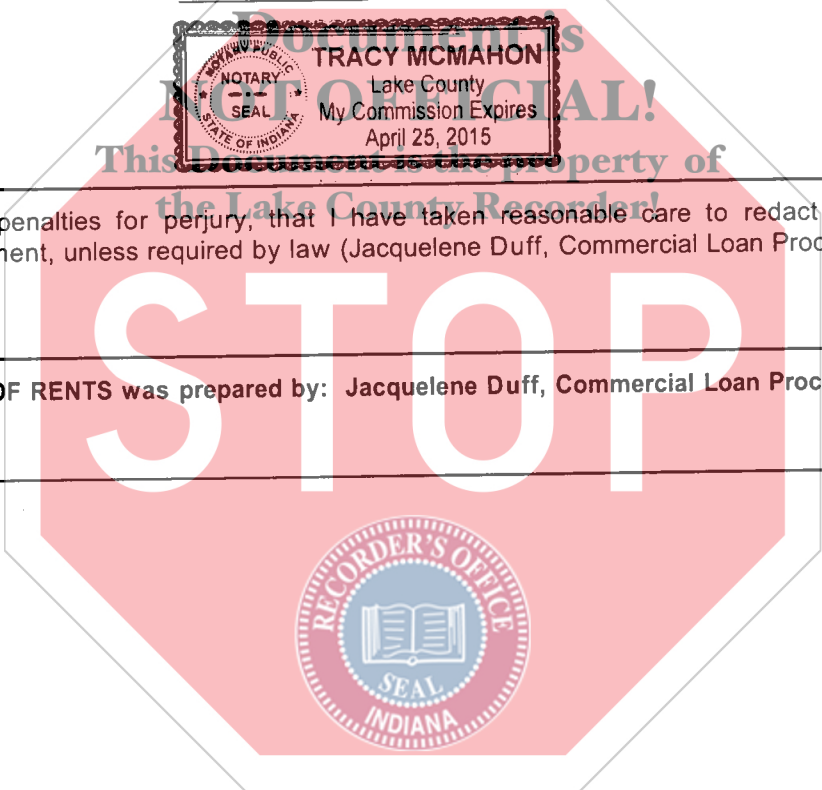 Document is
NOT OFFICIAL!
This Document is the property of
the Lake County Recorder!
NOTARY PUBLIC
NOTARY
SEAL
STATE OF INDIANA
TRACY MCMAHON
Lake County
My Commission Expires
April 25, 2015
penalties for perjury, that I have taken reasonable care to redact
ment, unless required by law (Jacquelene Duff, Commercial Loan Proc
STOP
OF RENTS was prepared by: Jacquelene Duff, Commercial Loan Proc
RECORDER'S OFFICE
SEAL
INDIANA